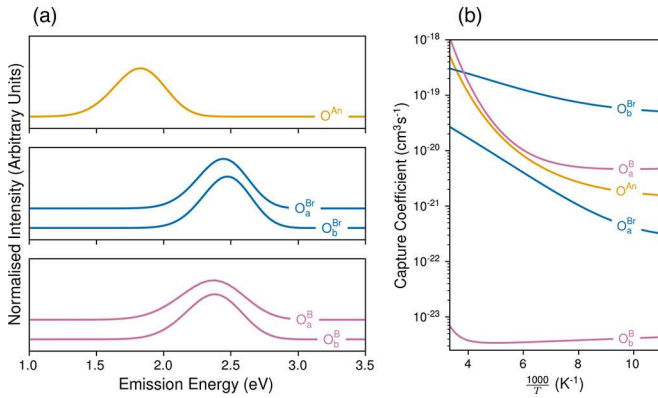 (a)
Normalised Intensity (Arbitrary Units)
O^An
O_a^Br
O_b^Br
O_a^B
O_b^B
1.0 1.5 2.0 2.5 3.0 3.5
Emission Energy (eV)
(b)
Capture Coefficient (cm³s⁻¹)
10⁻¹⁸
10⁻¹⁹
10⁻²⁰
10⁻²¹
10⁻²²
10⁻²³
O_b^Br
O_a^B
O^An
O_a^Br
O_b^B
4 6 8 10
1000/T (K⁻¹)